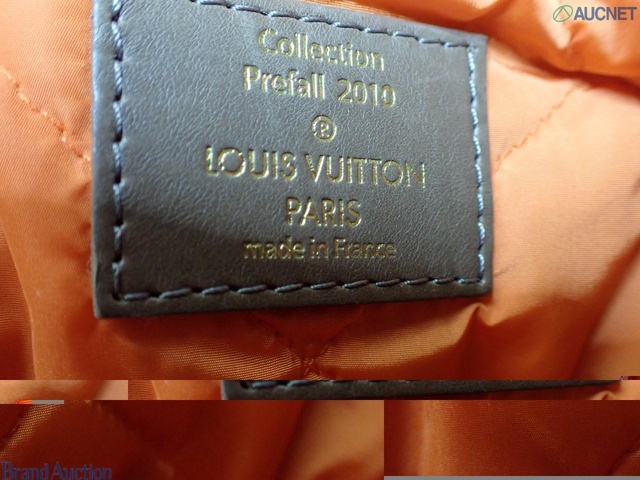 AUCNET
Collection
Prefall 2010
®
LOUIS VUITTON
PARIS
made in France
Brand Auction